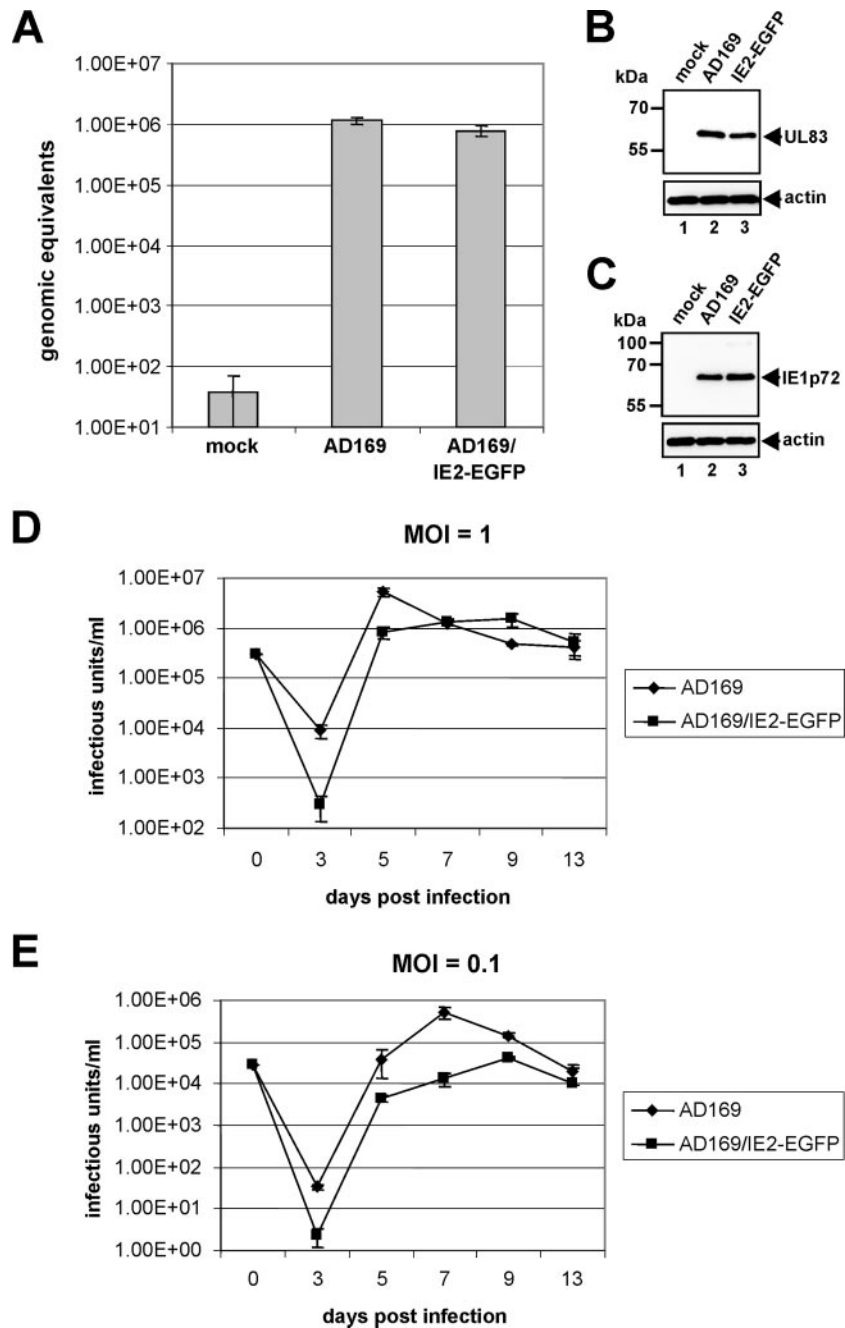 A
1.00E+07
1.00E+06
1.00E+05
1.00E+04
1.00E+03
1.00E+02
1.00E+01
genomic equivalents
mock
AD169
AD169/
IE2-EGFP
B
mock
AD169
IE2-EGFP
kDa
70
55
UL83
actin
1 2 3
C
mock
AD169
IE2-EGFP
kDa
100
70
55
IE1p72
actin
1 2 3
D
MOI = 1
1.00E+07
1.00E+06
1.00E+05
1.00E+04
1.00E+03
1.00E+02
infectious units/ml
0 3 5 7 9 13
days post infection
AD169
AD169/IE2-EGFP
E
MOI = 0.1
1.00E+06
1.00E+05
1.00E+04
1.00E+03
1.00E+02
1.00E+01
1.00E+00
infectious units/ml
0 3 5 7 9 13
days post infection
AD169
AD169/IE2-EGFP